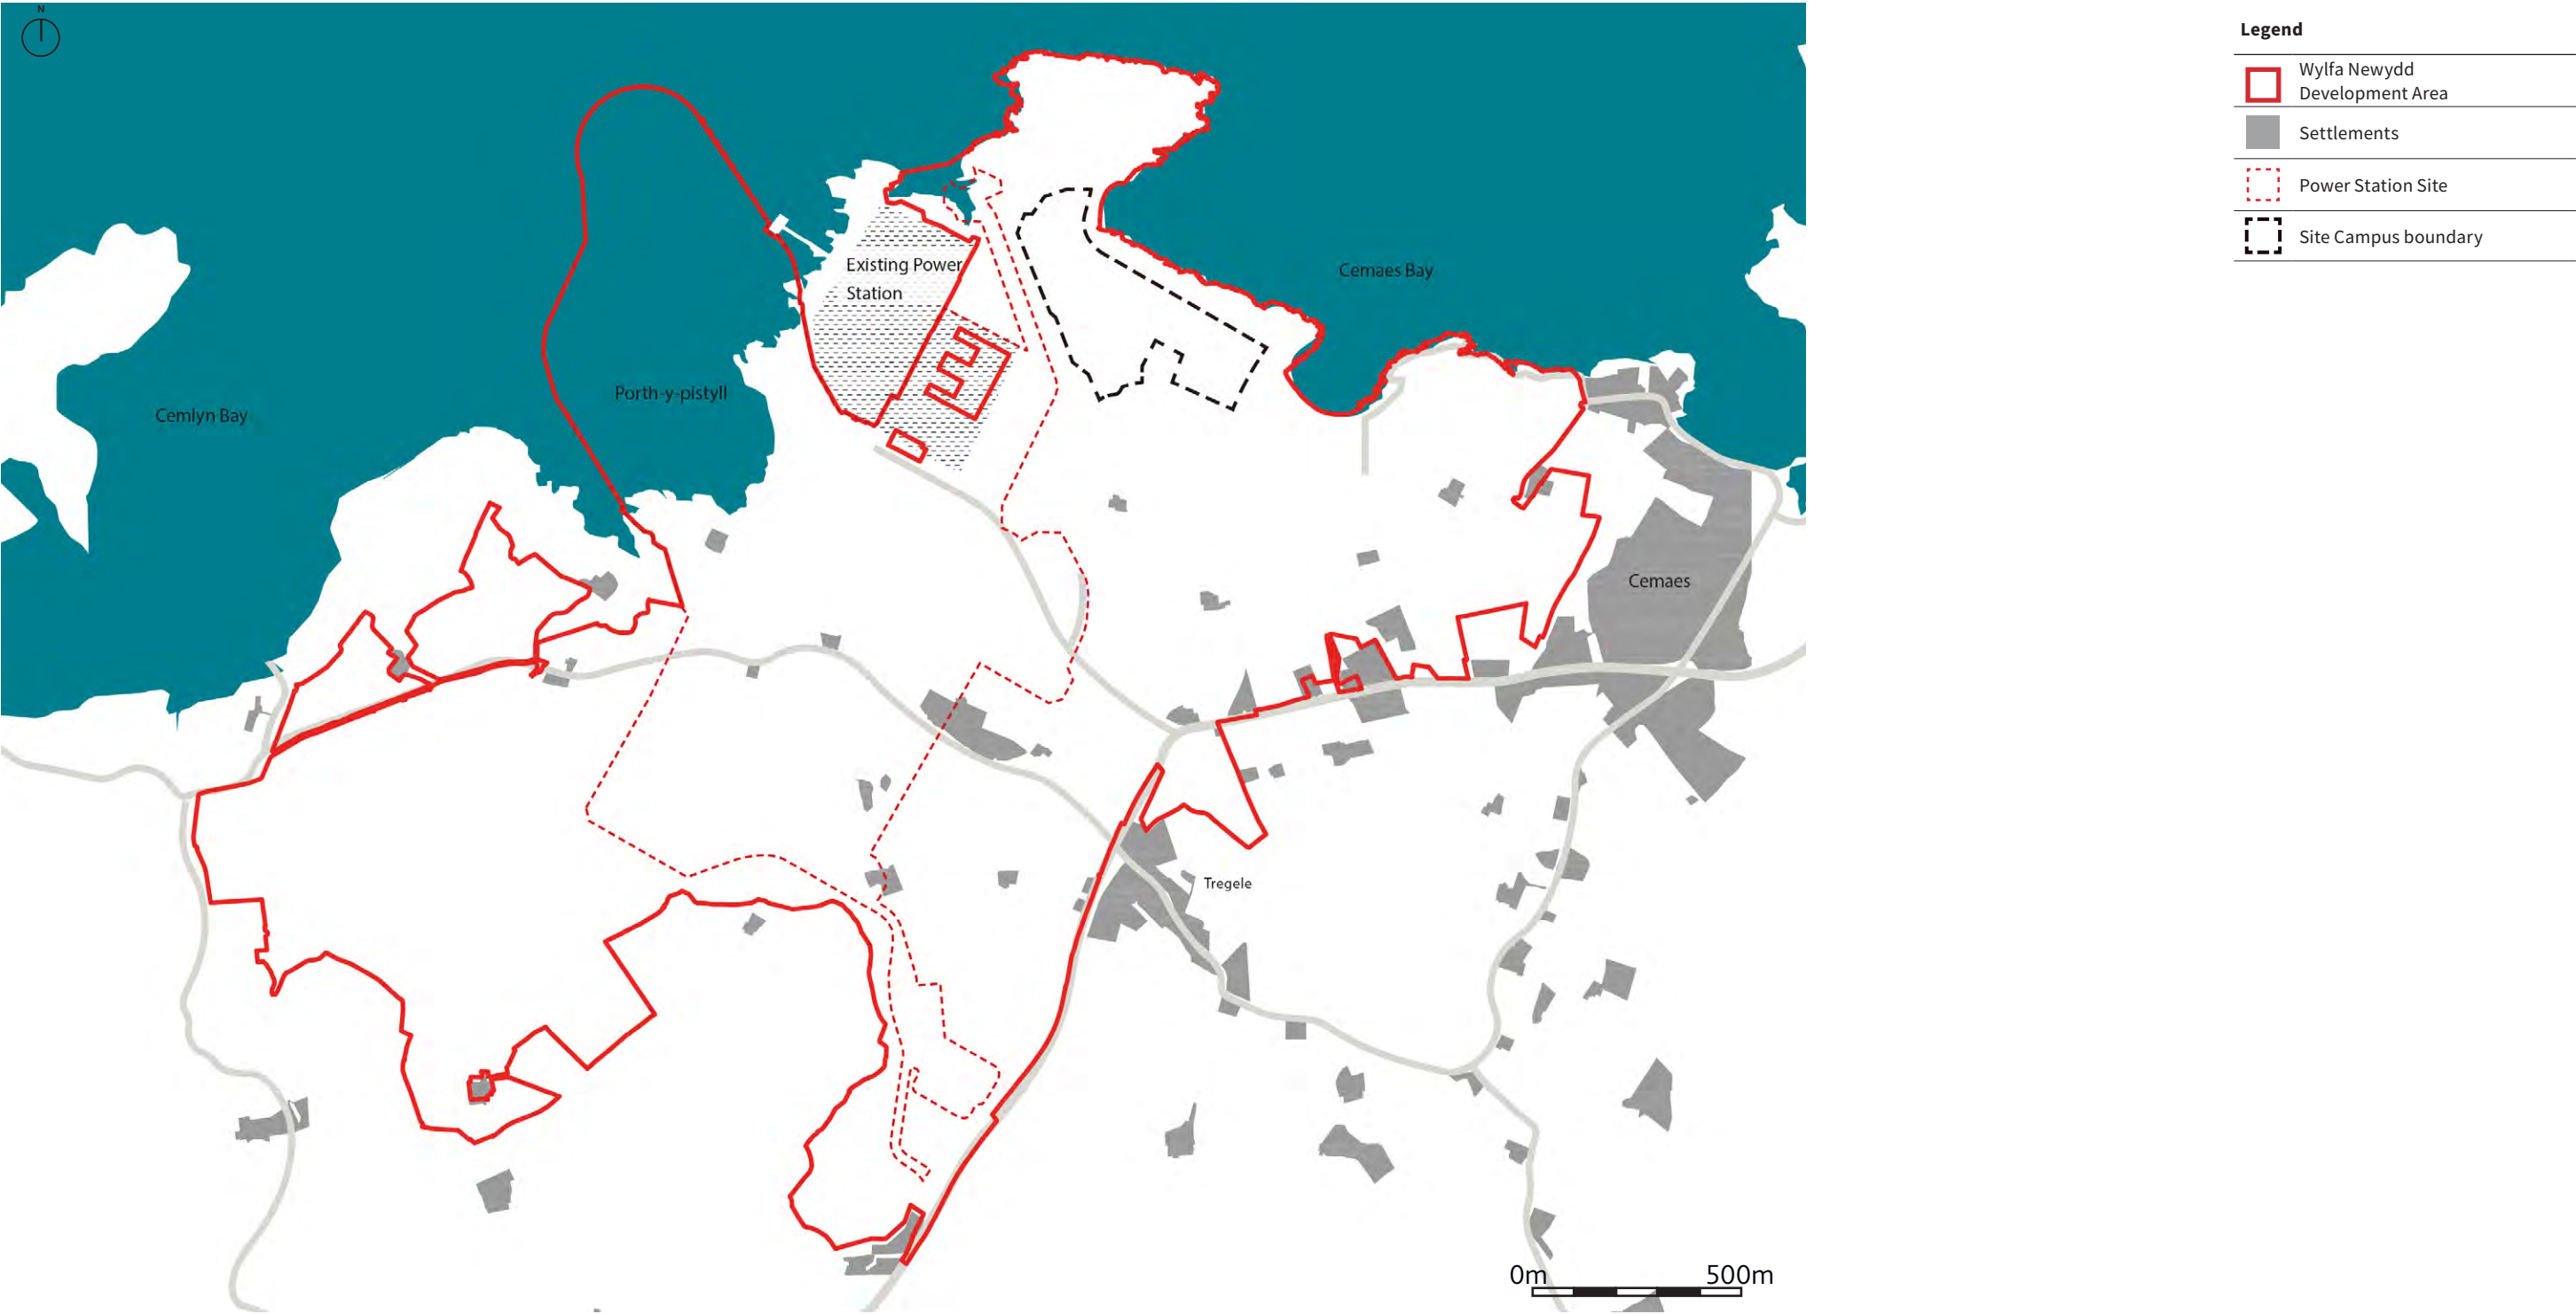 N
Legend
Wylfa Newydd
Development Area
Settlements
Power Station Site
Site Campus boundary
Existing Power
Station
Cemaes Bay
Porth-y-pistyll
Cemlyn Bay
Cemaes
Tregele
0m 500m